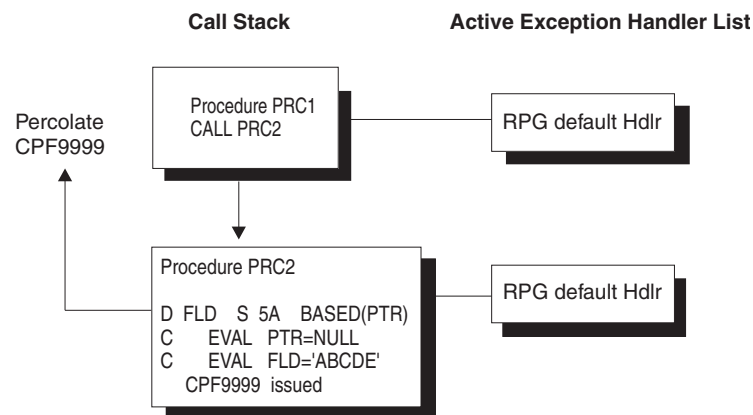 Call Stack
Active Exception Handler List
Procedure PRC1
CALL PRC2
RPG default Hdlr
Percolate
CPF9999
Procedure PRC2
D FLD S 5A BASED(PTR)
C EVAL PTR=NULL
C EVAL FLD='ABCDE'
CPF9999 issued
RPG default Hdlr